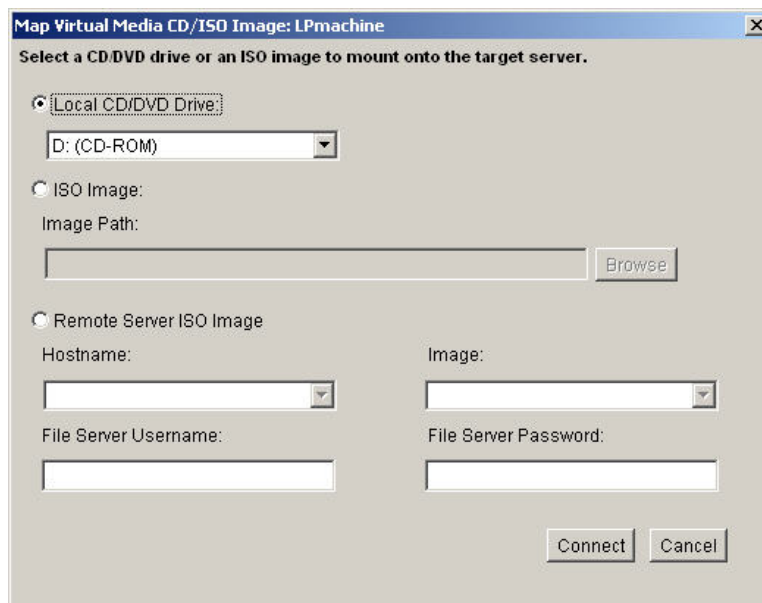 Map Virtual Media CD/ISO Image: LPmachine
Select a CD/DVD drive or an ISO image to mount onto the target server.
Local CD/DVD Drive:
D: (CD-ROM)
ISO Image:
Image Path:
Browse
Remote Server ISO Image
Hostname: Image:
File Server Username: File Server Password:
Connect Cancel